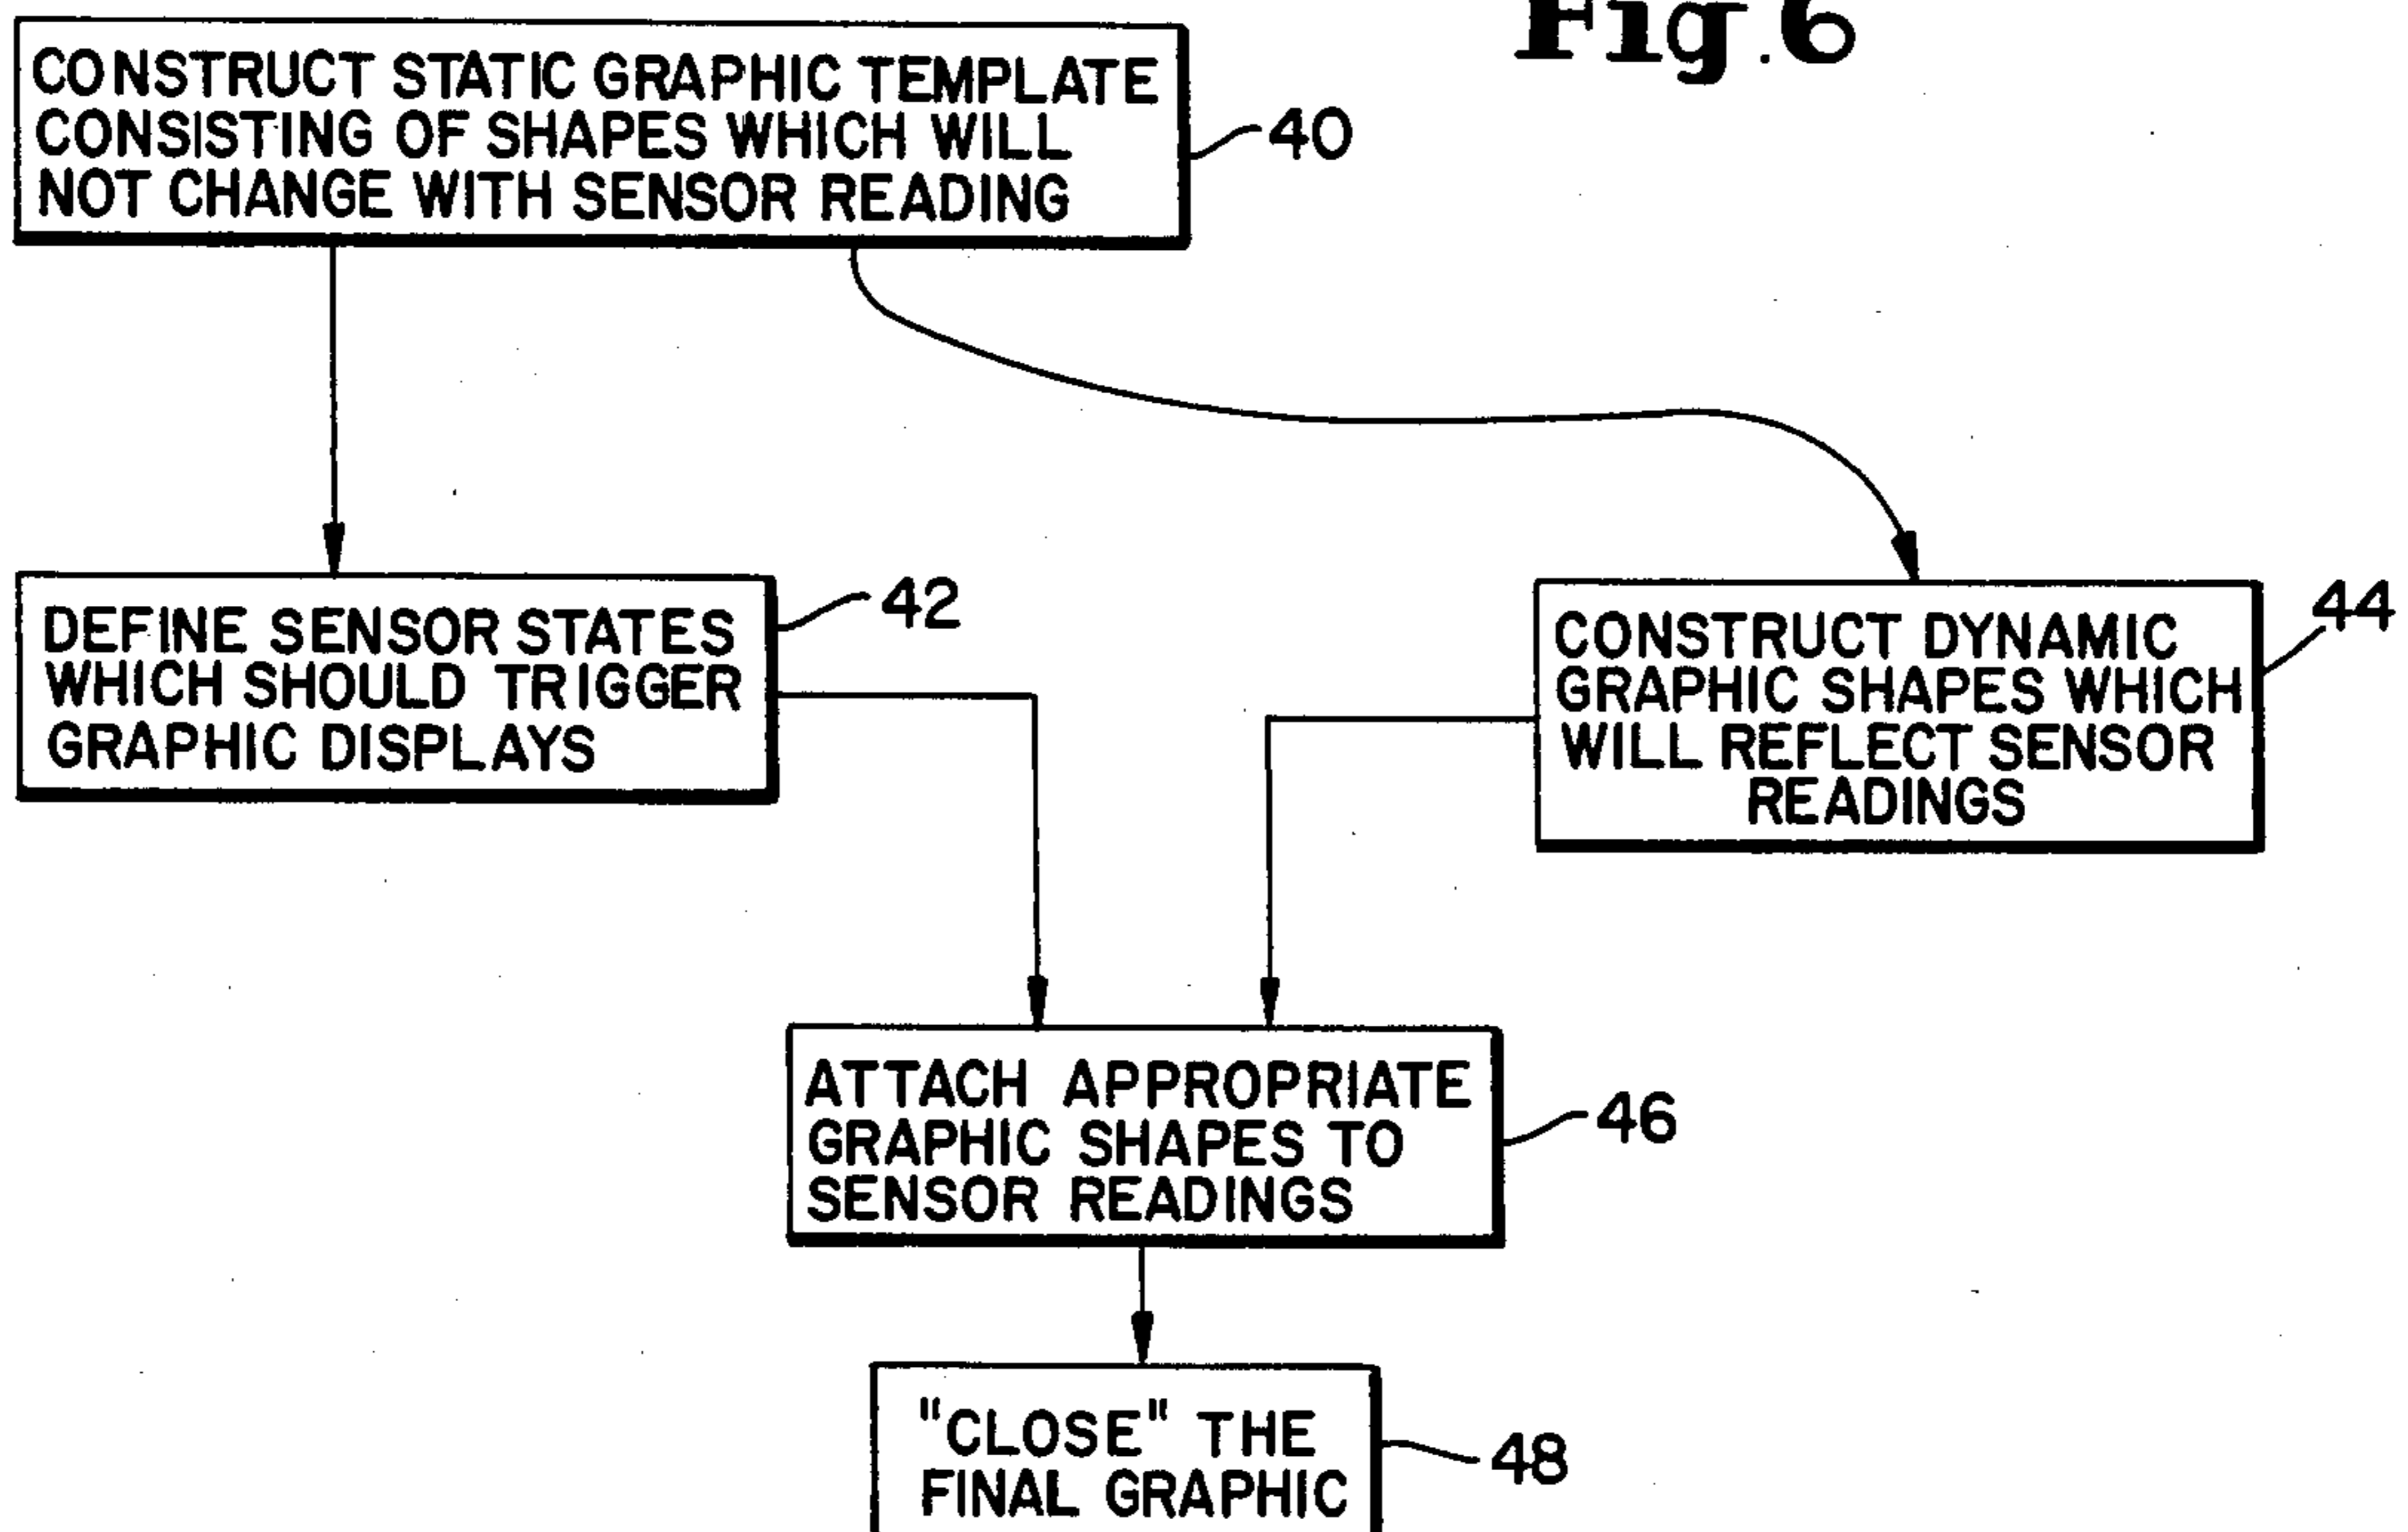 Fig.6
CONSTRUCT STATIC GRAPHIC TEMPLATE
CONSISTING OF SHAPES WHICH WILL
NOT CHANGE WITH SENSOR READING
40
DEFINE SENSOR STATES
WHICH SHOULD TRIGGER
GRAPHIC DISPLAYS
42
CONSTRUCT DYNAMIC
GRAPHIC SHAPES WHICH
WILL REFLECT SENSOR
READINGS
44
ATTACH APPROPRIATE
GRAPHIC SHAPES TO
SENSOR READINGS
46
"CLOSE" THE
FINAL GRAPHIC
48